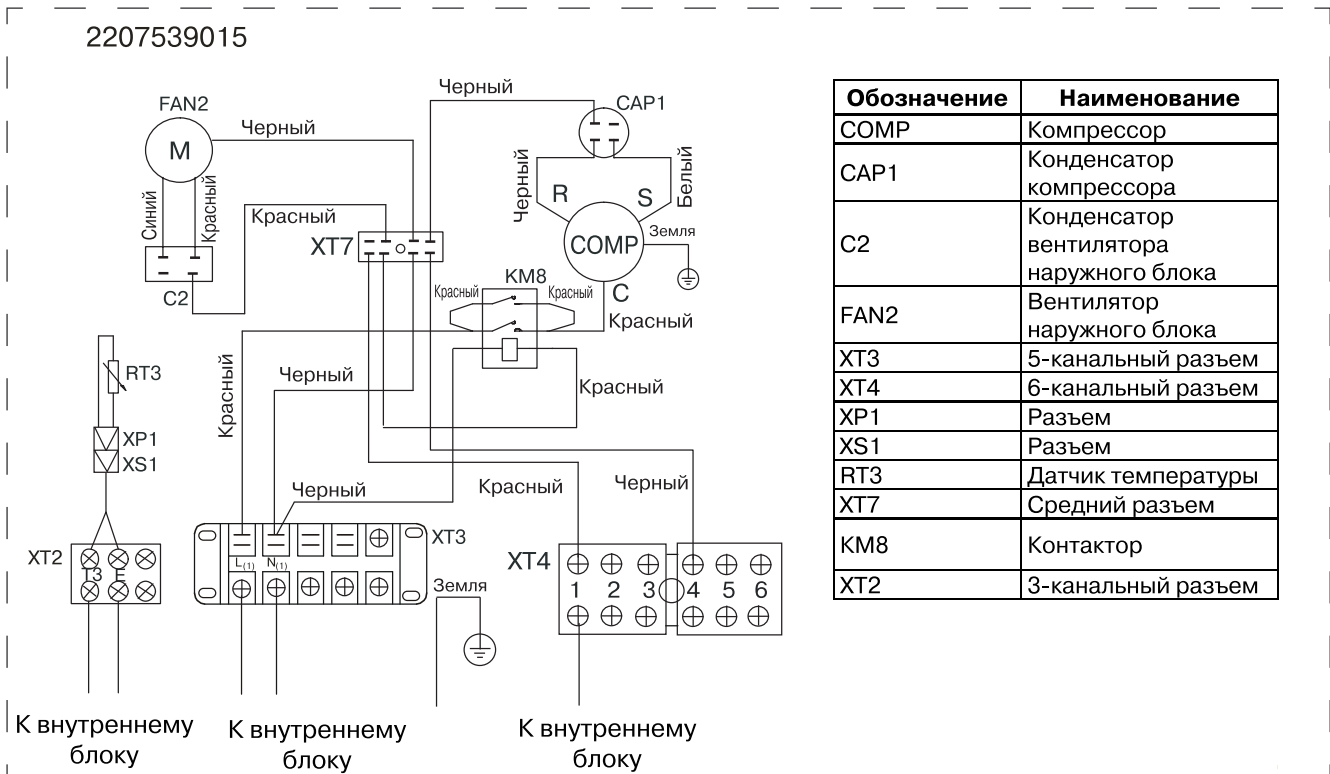 2207539015
FAN2
M
Черный
Синий
Красный
C2
Красный
XT7
Черный
CAP1
Черный
Белый
R
S
COMP
Земля
C
KM8
Красный
Красный
Красный
RT3
XP1
XS1
Красный
Черный
Красный
Черный
Красный
Черный
XT2
T3
E
XT3
L(1)
N(1)
Земля
XT4
1 2 3 4 5 6
К внутреннему
блоку
К внутреннему
блоку
К внутреннему
блоку
Обозначение Наименование
COMP Компрессор
CAP1 Конденсатор
компрессора
C2 Конденсатор
вентилятора
наружного блока
FAN2 Вентилятор
наружного блока
XT3 5-канальный разъем
XT4 6-канальный разъем
XP1 Разъем
XS1 Разъем
RT3 Датчик температуры
XT7 Средний разъем
KM8 Контактор
XT2 3-канальный разъем